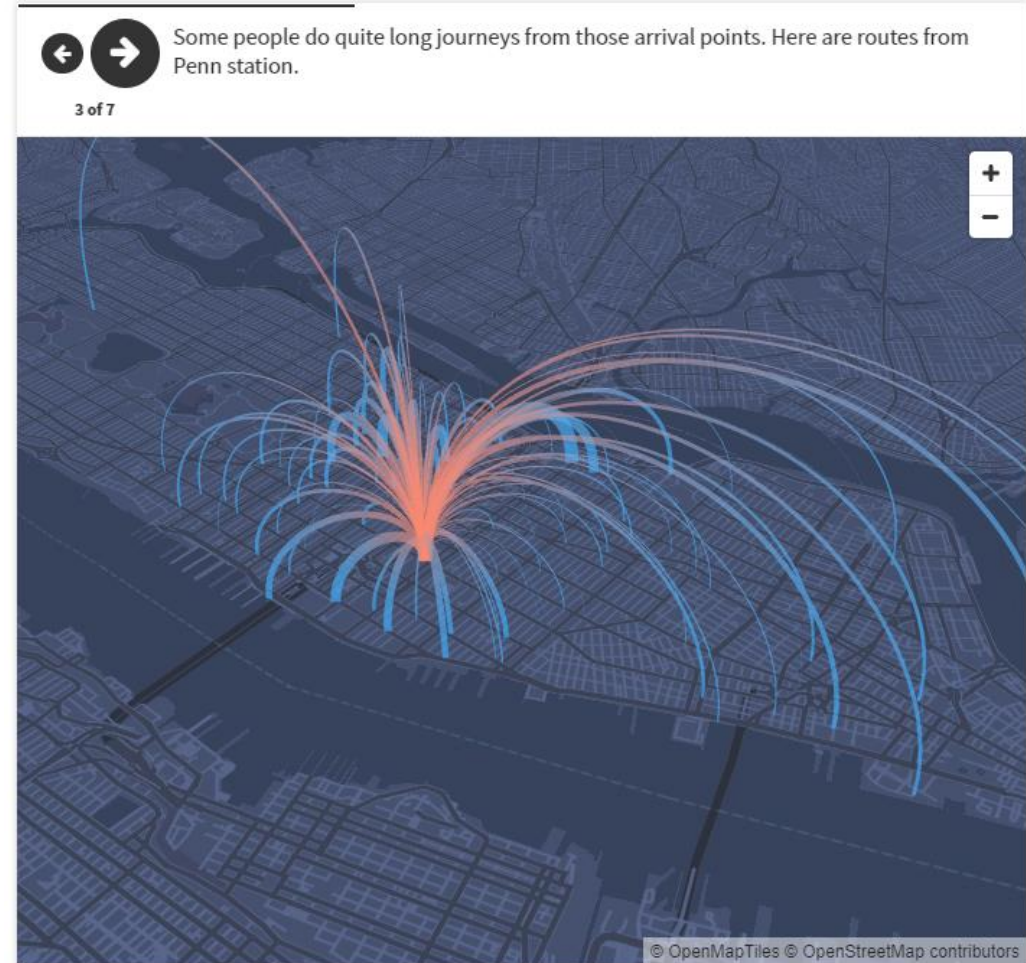 Some people do quite long journeys from those arrival points. Here are routes from
Penn station.
3 of 7
+
−
© OpenMapTiles © OpenStreetMap contributors